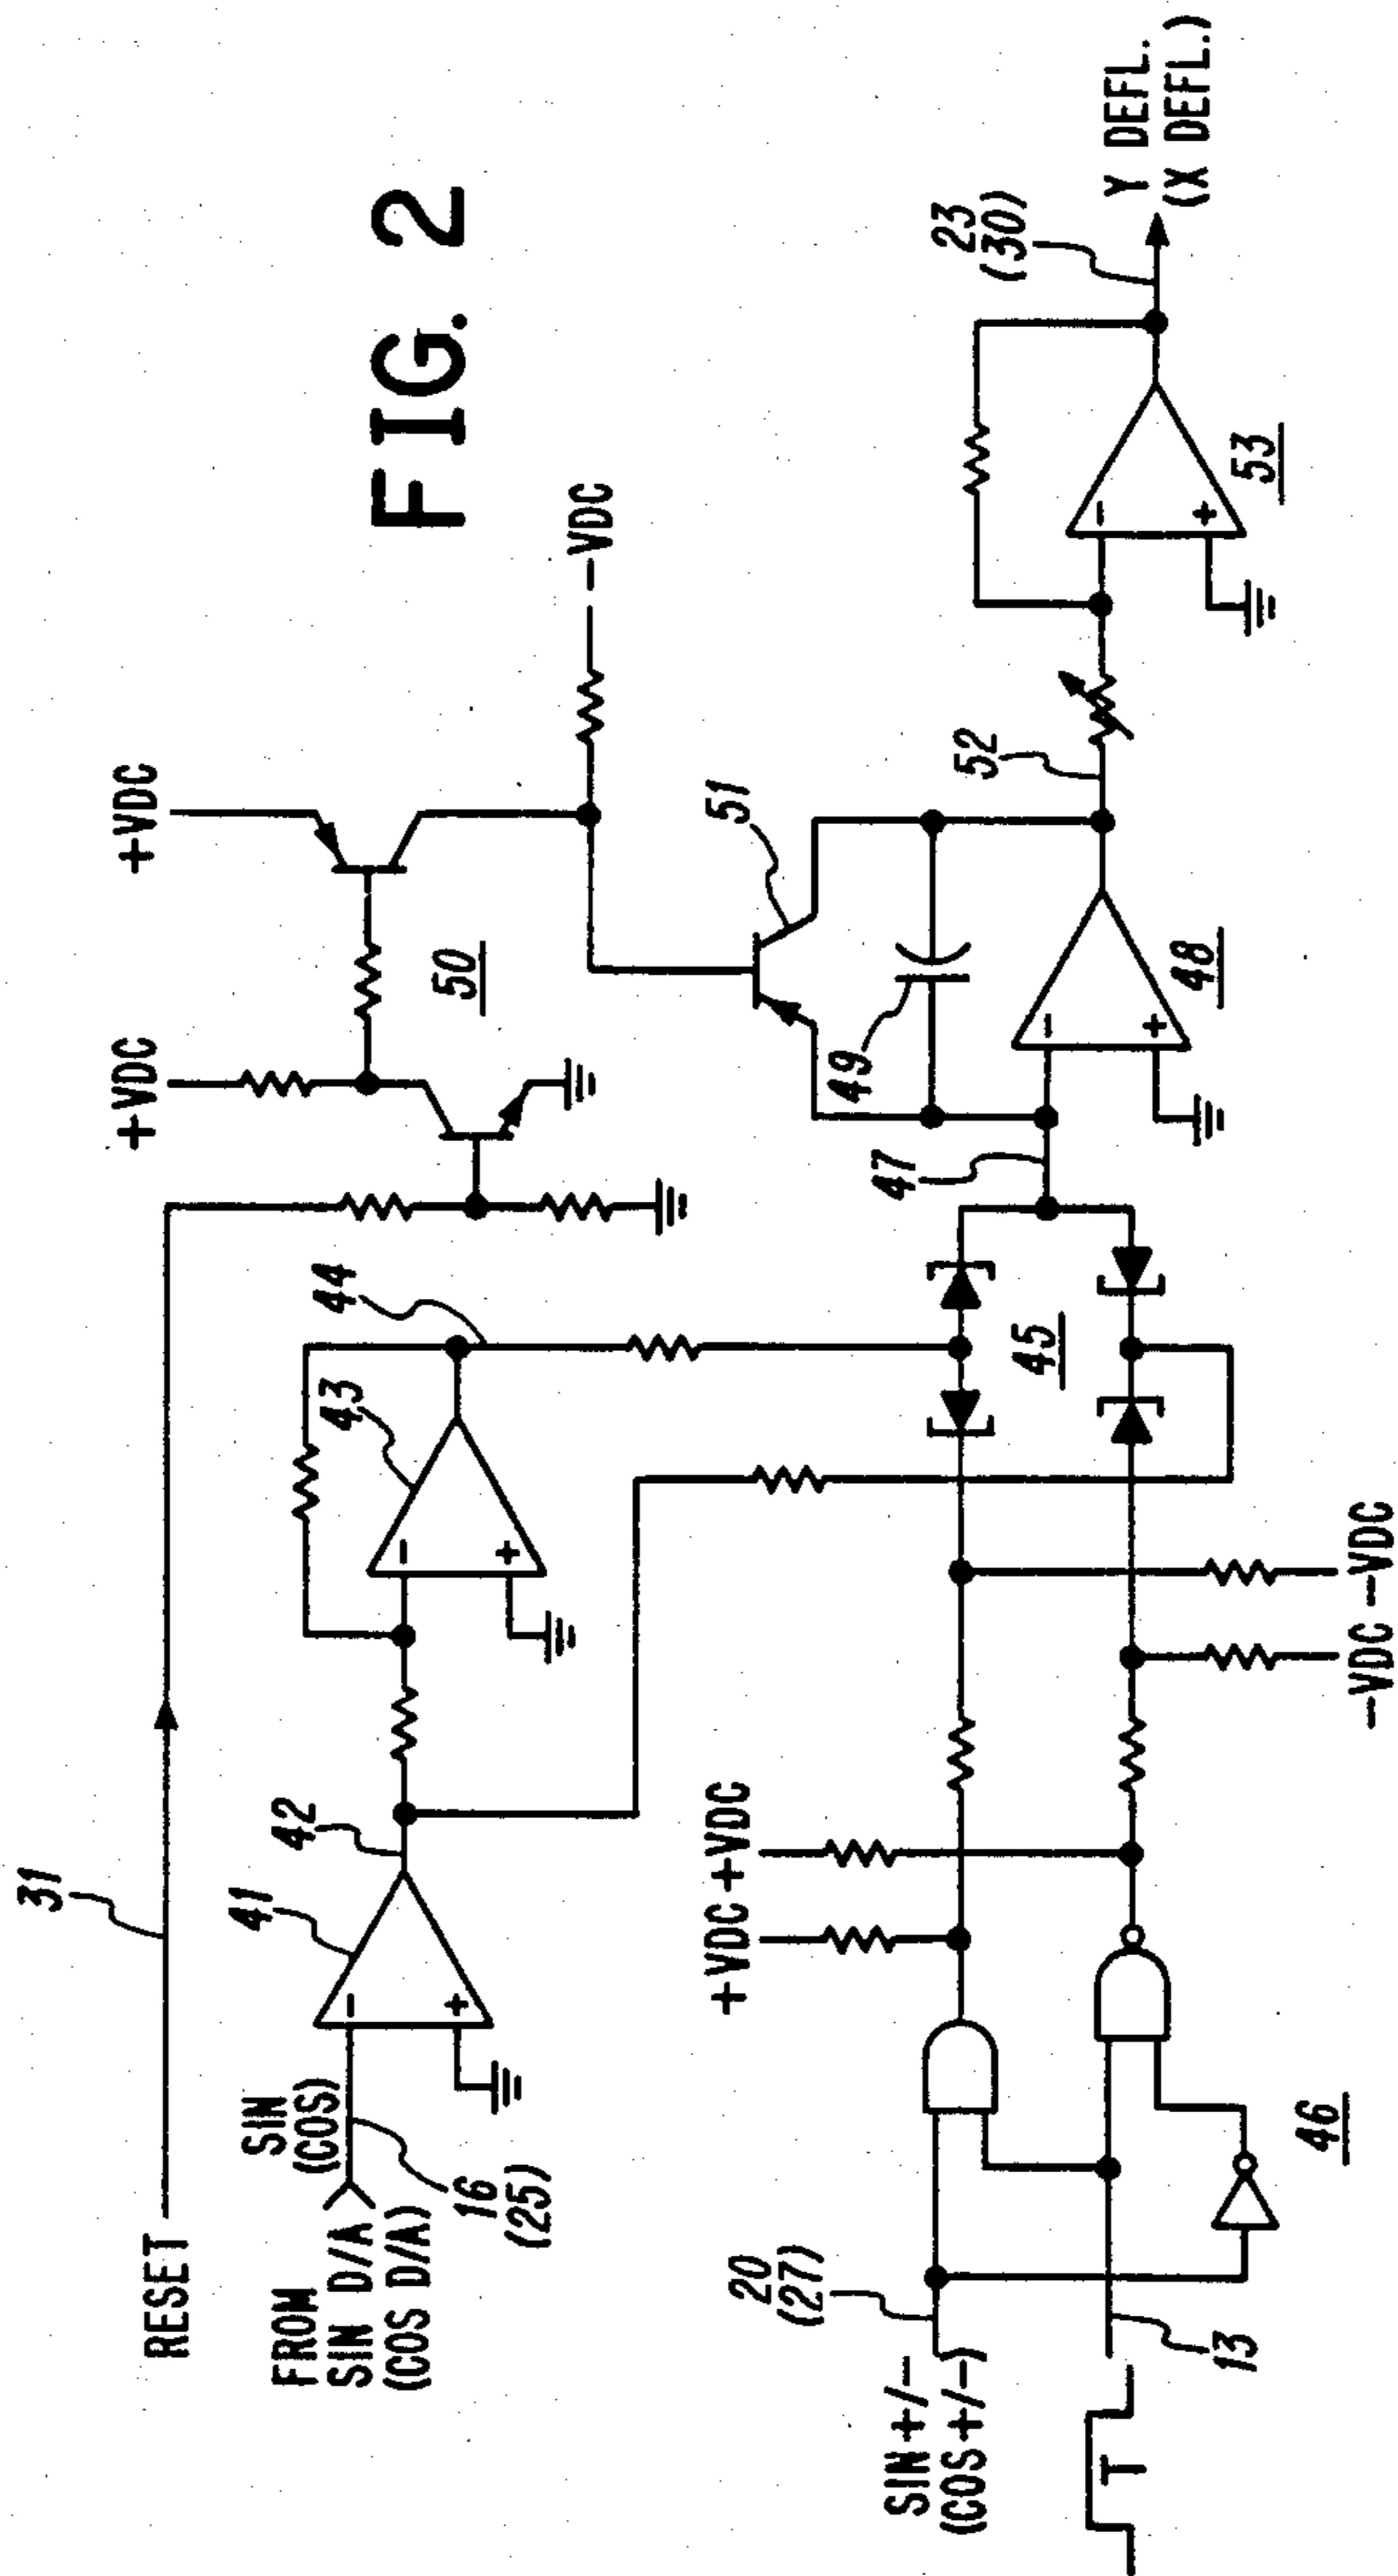 FIG. 2
RESET
31
+VDC
+VDC
50
-VDC
FROM
SIN D/A
(COS D/A)
SIN
(COS)
16
(25)
41
-
+
42
43
-
+
44
45
47
49
51
48
-
+
52
53
-
+
23
(30)
Y DEFL.
(X DEFL.)
+VDC
+VDC
-VDC
-VDC
SIN+/-
(COS+/-)
20
(27)
T
13
46